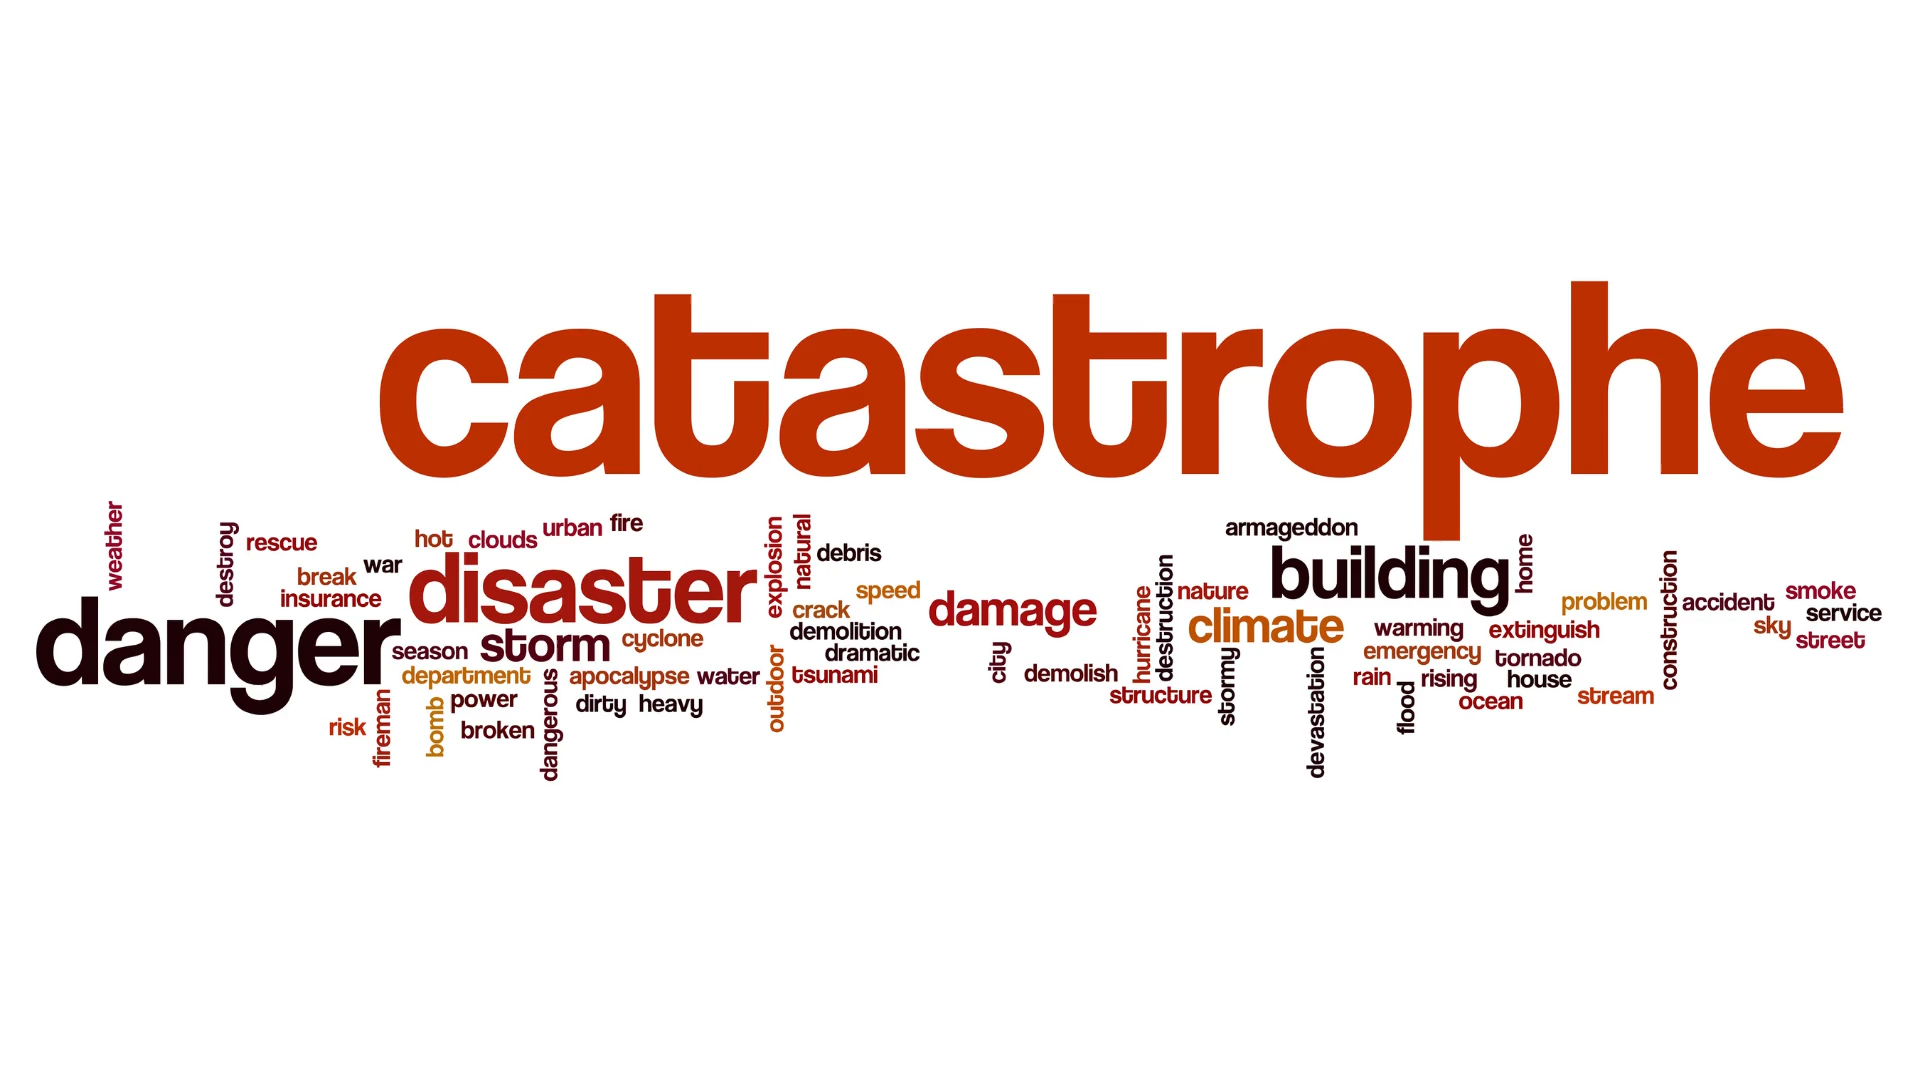 catastrophe
weather
destroy
rescue
hot
clouds
urban
fire
explosion
natural
debris
armageddon
building
home
construction
break
war
insurance
disaster
speed
crack
damage
hurricane
destruction
nature
climate
problem
accident
smoke
service
sky
street
danger
season
storm
cyclone
demolition
dramatic
warming
extinguish
emergency
tornado
department
apocalypse
water
outdoor
tsunami
city
demolish
structure
stormy
devastation
rain
rising
house
flood
ocean
stream
risk
fireman
bomb
power
broken
dangerous
dirty
heavy